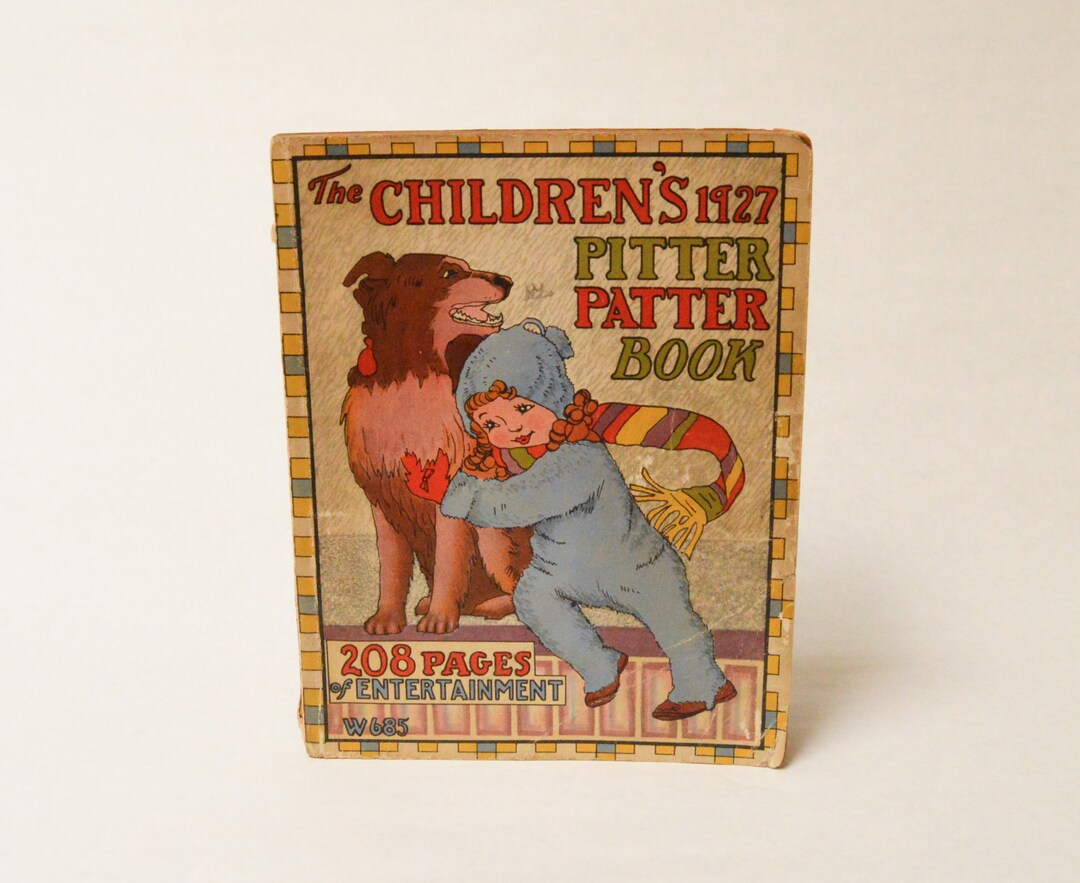 The CHILDREN'S 1927
PITTER
PATTER
BOOK
208 PAGES
of ENTERTAINMENT
W685